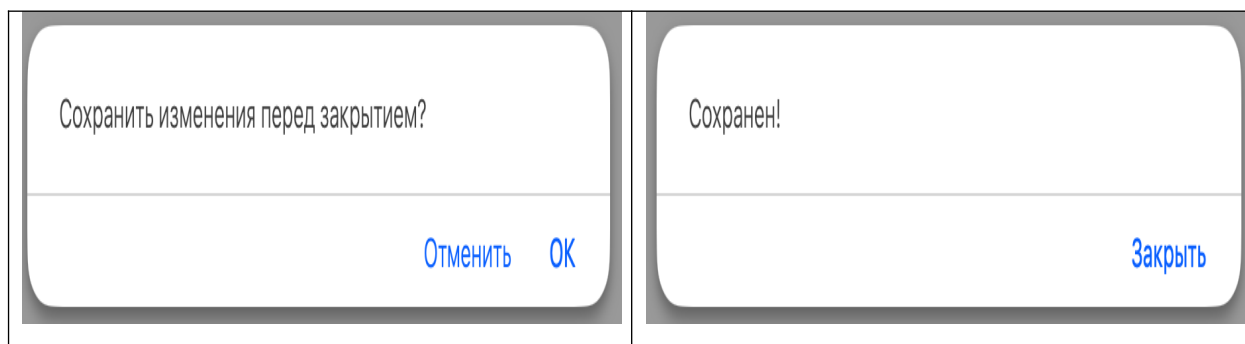 Сохранить изменения перед закрытием?
Отменить OK
Сохранен!
Закрыть